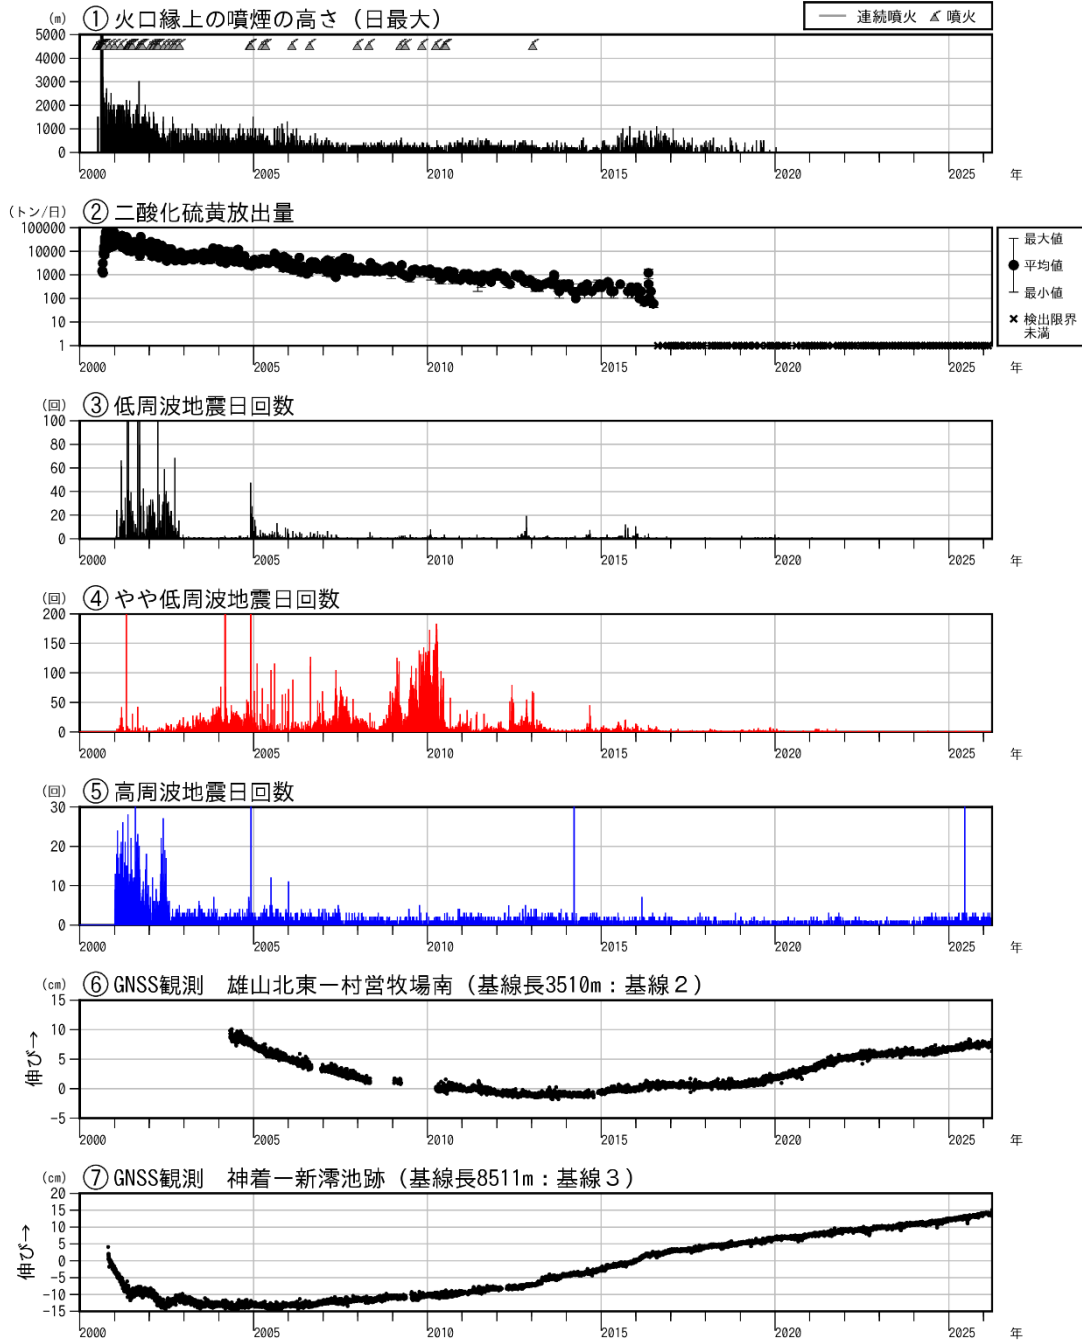 (m) ①火口縁上の噴煙の高さ（日最大）
連続噴火 噴火
5000
4000
3000
2000
1000
0
2000 2005 2010 2015 2020 2025 年
(トン/日) ②二酸化硫黄放出量
100000
10000
1000
100
10
1
最大値
平均値
最小値
検出限界
未満
2000 2005 2010 2015 2020 2025 年
(回) ③低周波地震日回数
100
80
60
40
20
0
2000 2005 2010 2015 2020 2025 年
(回) ④やや低周波地震日回数
200
150
100
50
0
2000 2005 2010 2015 2020 2025 年
(回) ⑤高周波地震日回数
30
20
10
0
2000 2005 2010 2015 2020 2025 年
(cm) ⑥GNSS観測 雄山北東ー村営牧場南（基線長3510m：基線２）
15
10
5
0
-5
伸び→
2000 2005 2010 2015 2020 2025 年
(cm) ⑦GNSS観測 神着ー新澪池跡（基線長8511m：基線３）
20
15
10
5
0
-5
-10
-15
伸び→
2000 2005 2010 2015 2020 2025 年